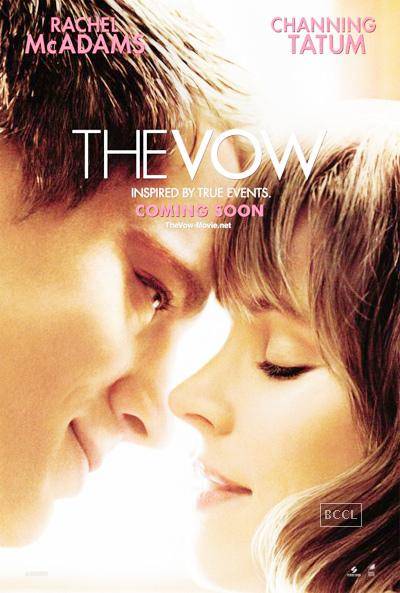 RACHEL
McADAMS
CHANNING
TATUM
THE VOW
INSPIRED BY TRUE EVENTS.
COMING SOON
TheVow-Movie.net
BCCL